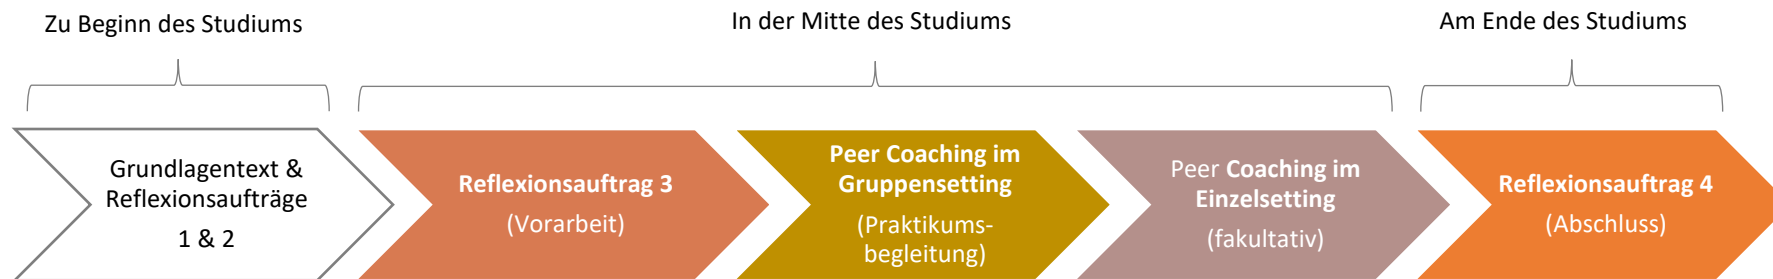 Zu Beginn des Studiums
In der Mitte des Studiums
Am Ende des Studiums
Grundlagentext &
Reflexionsaufträge
1 & 2
Reflexionsauftrag 3
(Vorarbeit)
Peer Coaching im
Gruppensetting
(Praktikums-
begleitung)
Peer Coaching im
Einzelsetting
(fakultativ)
Reflexionsauftrag 4
(Abschluss)